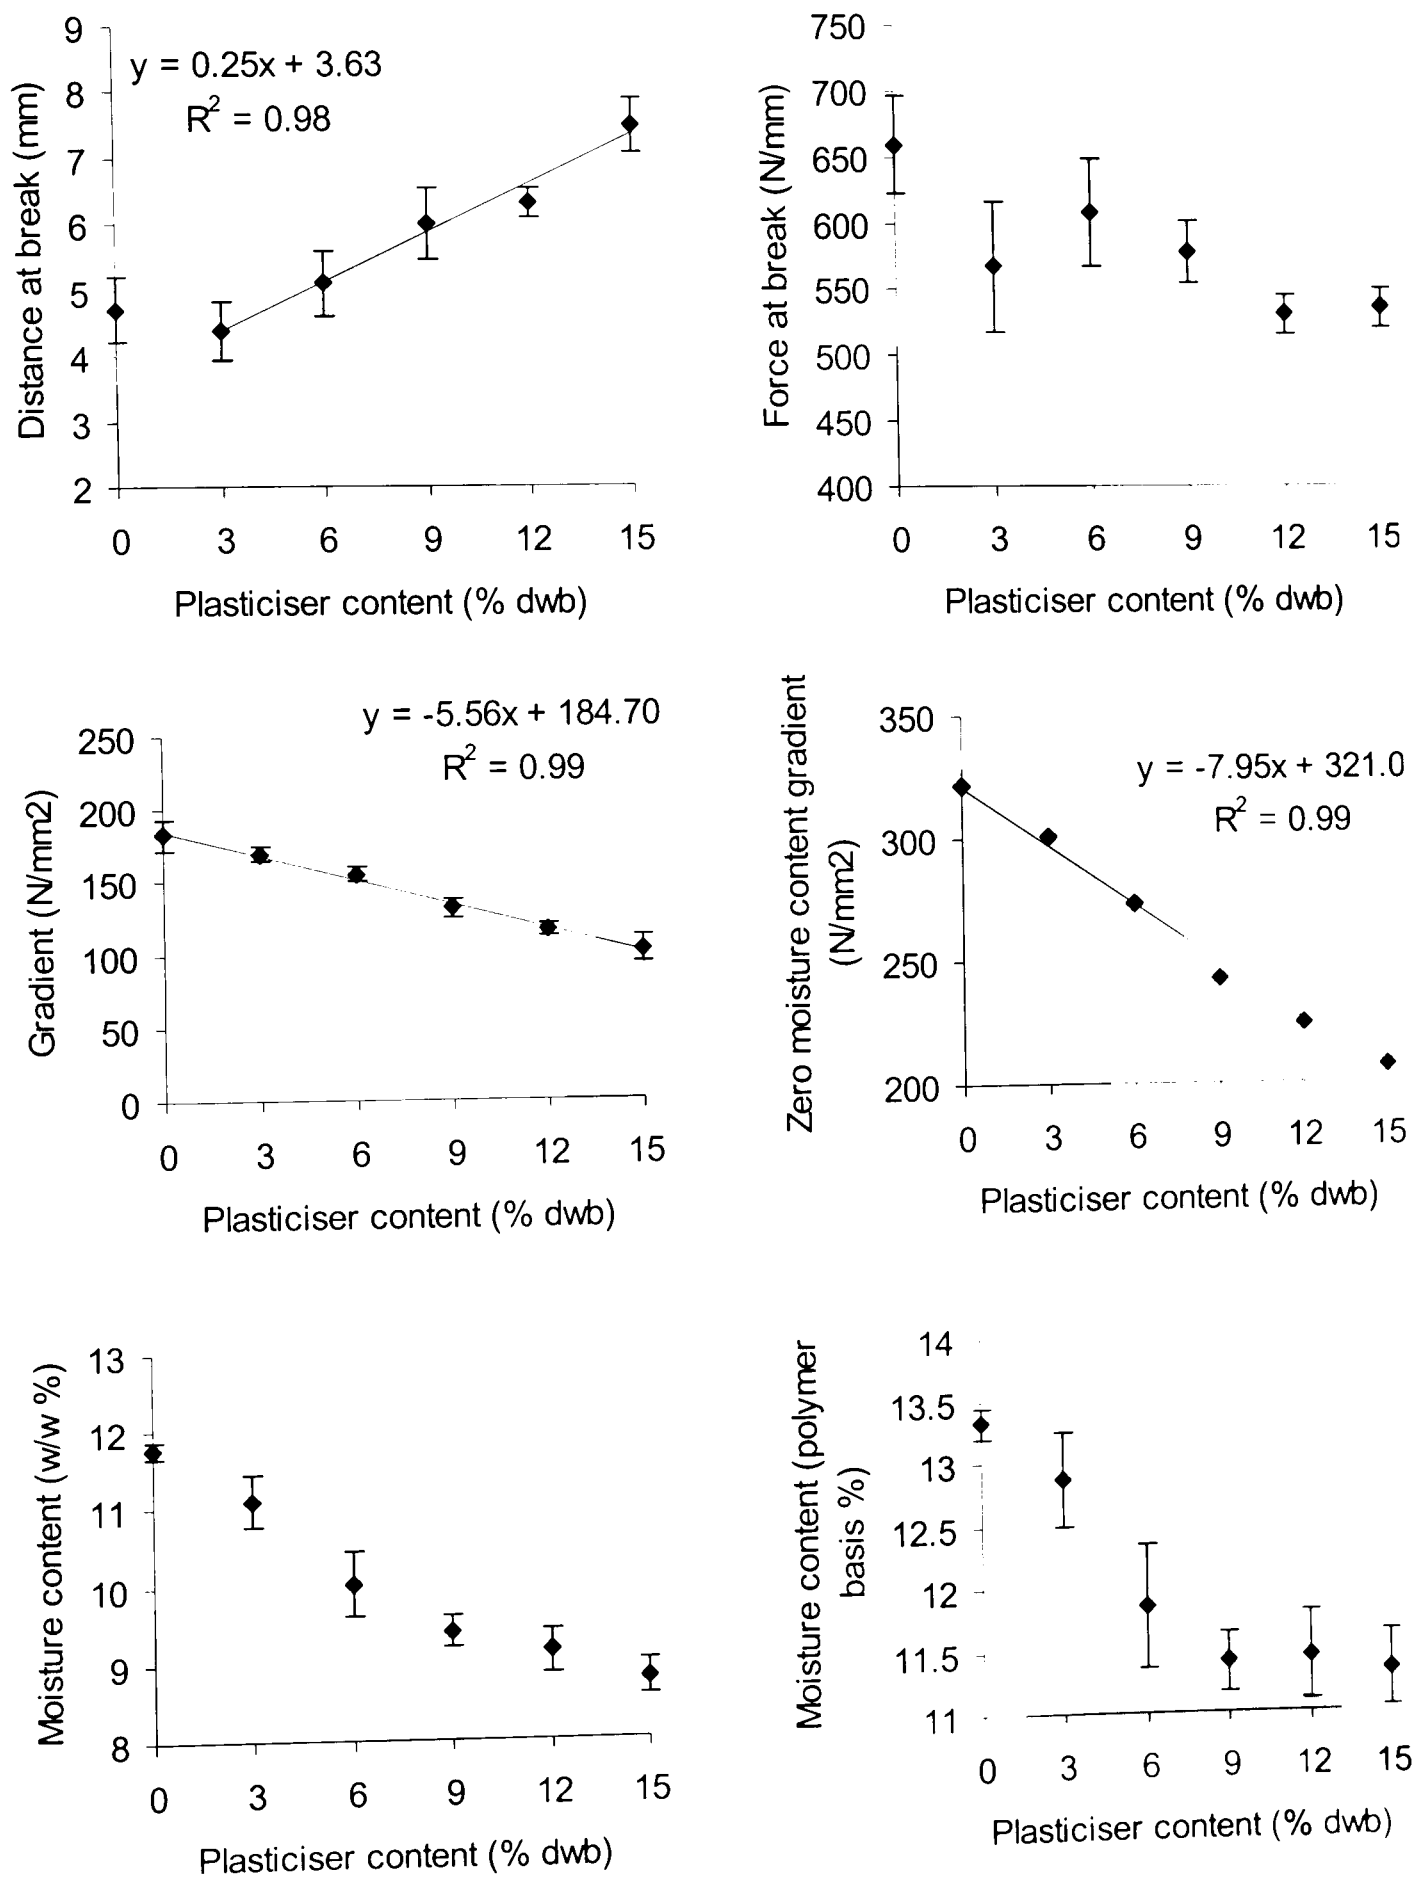 Distance at break (mm)
9
8
7
6
5
4
3
2
y = 0.25x + 3.63
R2 = 0.98
0 3 6 9 12 15
Plasticiser content (% dwb)
Force at break (N/mm)
750
700
650
600
550
500
450
400
0 3 6 9 12 15
Plasticiser content (% dwb)
Gradient (N/mm2)
250
200
150
100
50
0
y = -5.56x + 184.70
R2 = 0.99
0 3 6 9 12 15
Plasticiser content (% dwb)
Zero moisture content gradient
(N/mm2)
350
300
250
200
y = -7.95x + 321.0
R2 = 0.99
0 3 6 9 12 15
Plasticiser content (% dwb)
Moisture content (w/w %)
13
12
11
10
9
8
0 3 6 9 12 15
Plasticiser content (% dwb)
Moisture content (polymer
basis %)
14
13.5
13
12.5
12
11.5
11
0 3 6 9 12 15
Plasticiser content (% dwb)